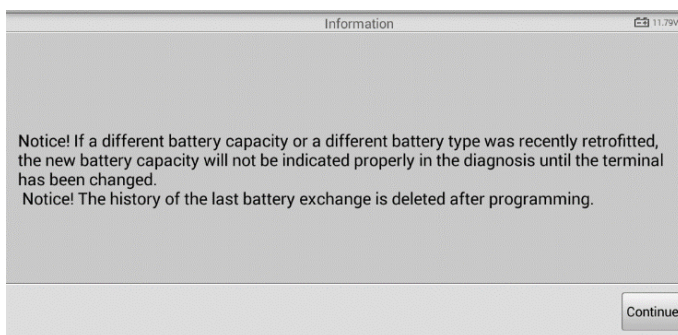 Information
11.79V
Notice! If a different battery capacity or a different battery type was recently retrofitted,
the new battery capacity will not be indicated properly in the diagnosis until the terminal
has been changed.
Notice! The history of the last battery exchange is deleted after programming.
Continue